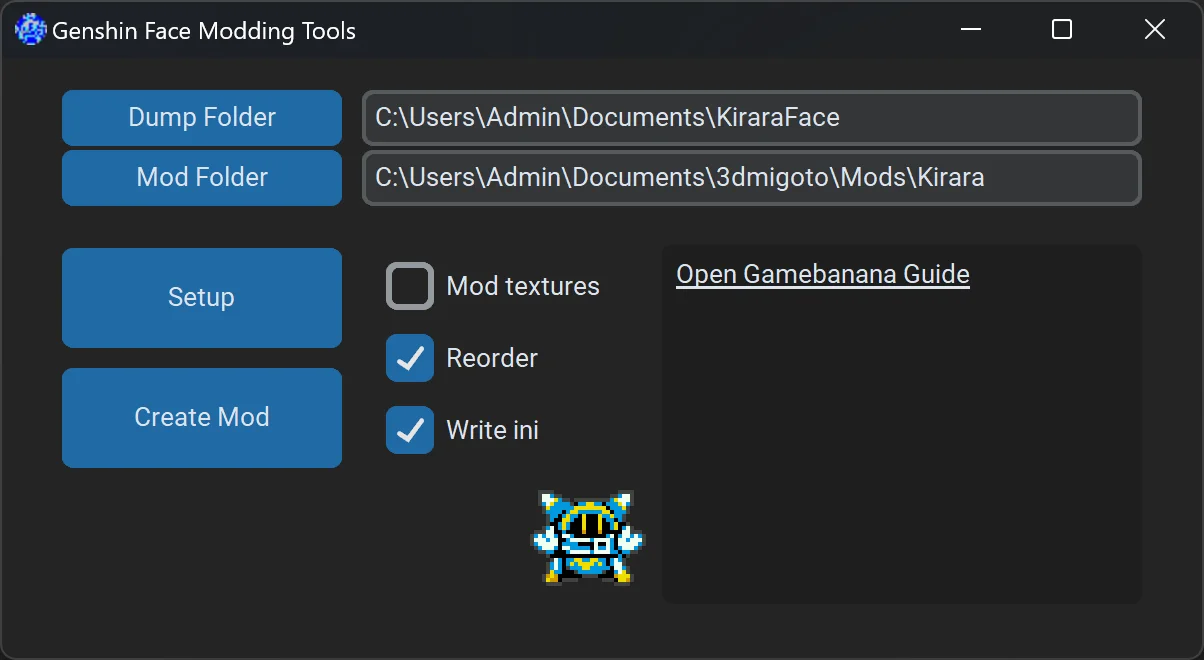 Genshin Face Modding Tools
Dump Folder
C:\Users\Admin\Documents\KiraraFace
Mod Folder
C:\Users\Admin\Documents\3dmigoto\Mods\Kirara
Setup
Mod textures
Open Gamebanana Guide
Reorder
Create Mod
Write ini